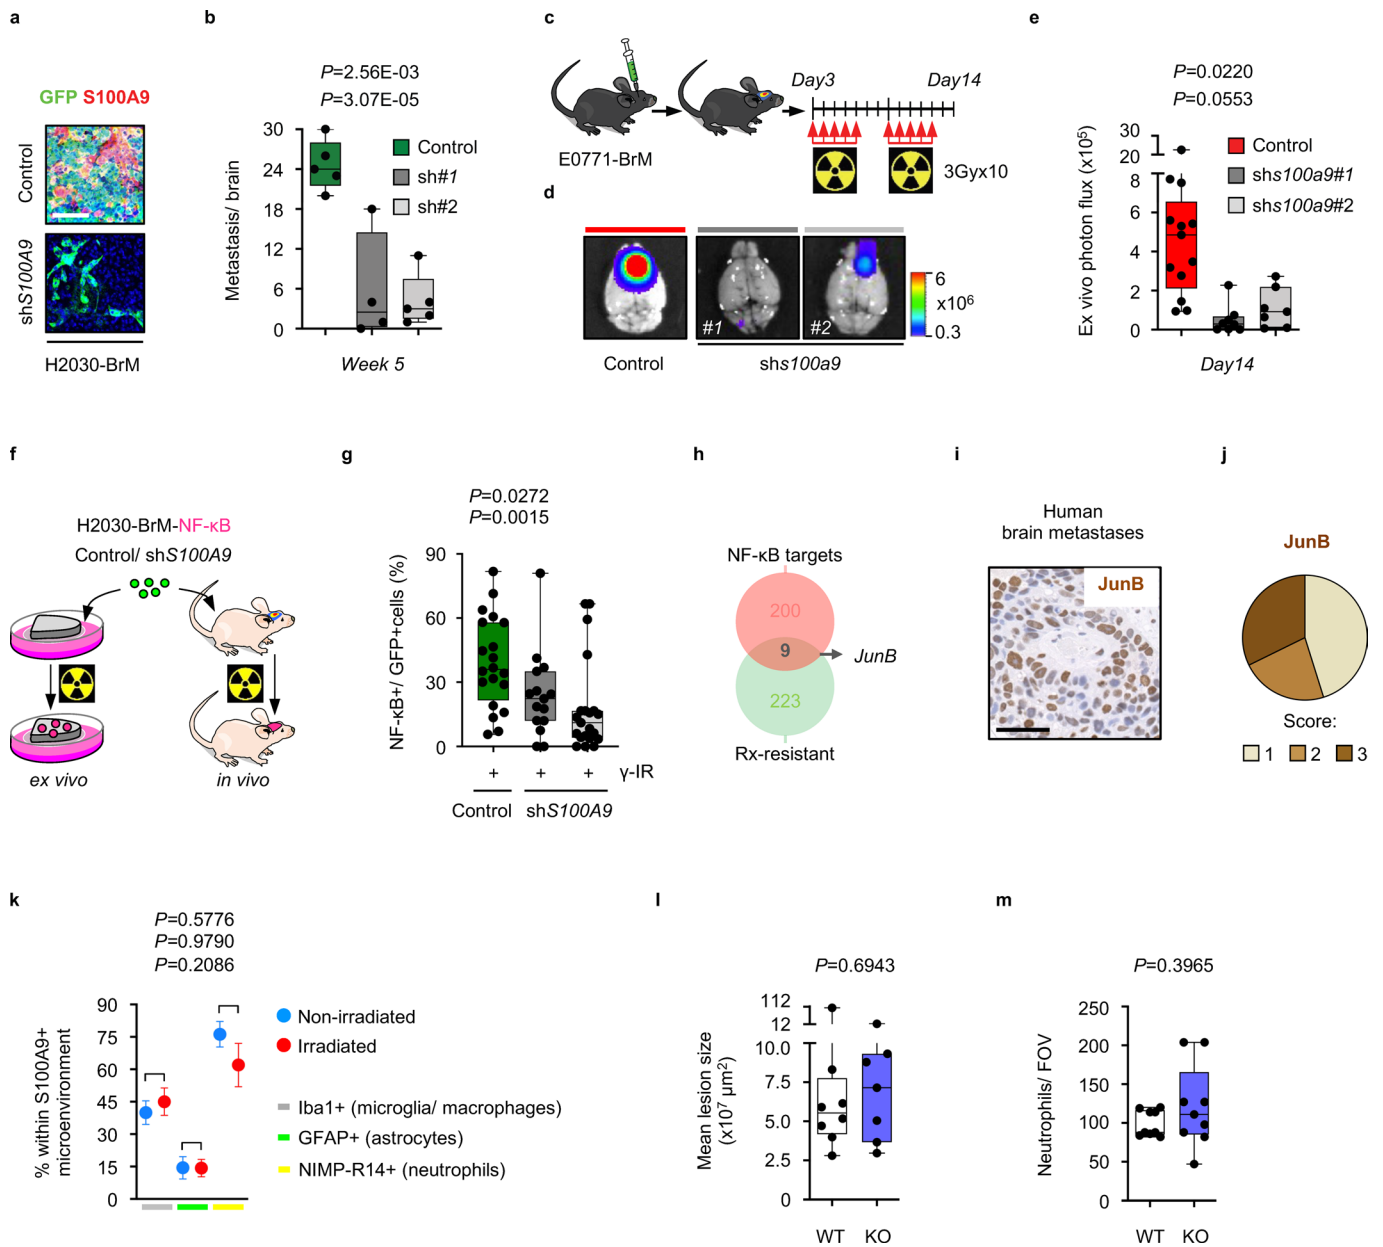 a
GFP S100A9
Control
shS100A9
H2030-BrM
b
P=2.56E-03
P=3.07E-05
Metastasis/ brain
30
24
18
12
6
0
Control
sh#1
sh#2
Week 5
c
E0771-BrM
Day3
Day14
3Gyx10
d
#1
#2
6
x10⁶
0.3
Control
shs100a9
e
P=0.0220
P=0.0553
Ex vivo photon flux (x10⁵)
30
20
8
6
4
2
0
Control
shs100a9#1
shs100a9#2
Day14
f
H2030-BrM-NF-κB
Control/ shS100A9
ex vivo
in vivo
g
P=0.0272
P=0.0015
NF-κB+/ GFP+cells (%)
90
60
30
0
+ + + γ-IR
Control shS100A9
h
NF-κB targets
200
9
JunB
223
Rx-resistant
i
Human
brain metastases
JunB
j
JunB
Score:
1 2 3
k
P=0.5776
P=0.9790
P=0.2086
% within S100A9+
microenvironment
90
75
60
45
30
15
0
Non-irradiated
Irradiated
Iba1+ (microglia/ macrophages)
GFAP+ (astrocytes)
NIMP-R14+ (neutrophils)
l
P=0.6943
Mean lesion size
(x10⁷ µm²)
112
12
10.0
7.5
5.0
2.5
0
WT KO
m
P=0.3965
Neutrophils/ FOV
250
200
150
100
50
0
WT KO